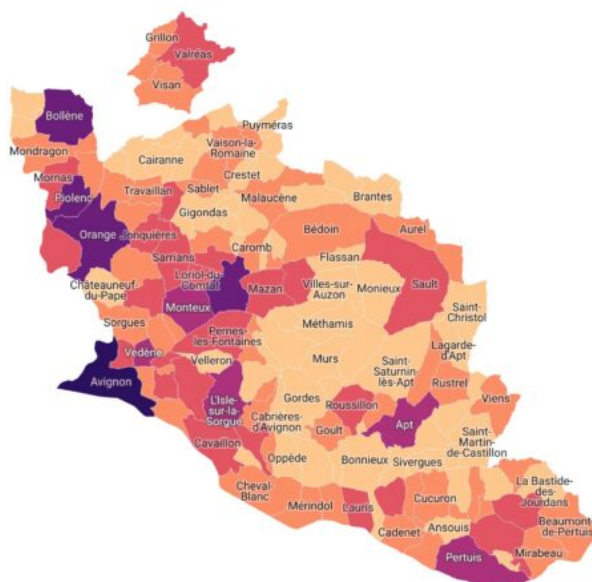 Grillon
Valréas
Visan
Bollène
Puyméras
Mondragon
Vaison-la-
Romaine
Cairanne
Crestet
Mornas
Travaillan
Sablet
Malaucène
Brantes
Piolenc
Gigondas
Orange
Jonquières
Bédoin
Aurel
Caromb
Sarrians
Flassan
Loriol-du-
Comtat
Châteauneuf-
du-Pape
Mazan
Villes-sur-
Auzon
Monieux
Sault
Monteux
Saint-
Christol
Sorgues
Pernes-
les-Fontaines
Méthamis
Vedène
Velleron
Murs
Saint-
Saturnin-
lès-Apt
Lagarde-
d'Apt
Avignon
Rustrel
L'Isle-
sur-la-
Sorgue
Gordes
Roussillon
Viens
Cabrières-
d'Avignon
Goult
Apt
Cavaillon
Saint-
Martin-
de-Castillon
Oppède
Bonnieux
Sivergues
Cheval-
Blanc
Mérindol
Lauris
Cucuron
La Bastide-
des-
Jourdans
Cadenet
Ansouis
Beaumont-
de-Pertuis
Pertuis
Mirabeau